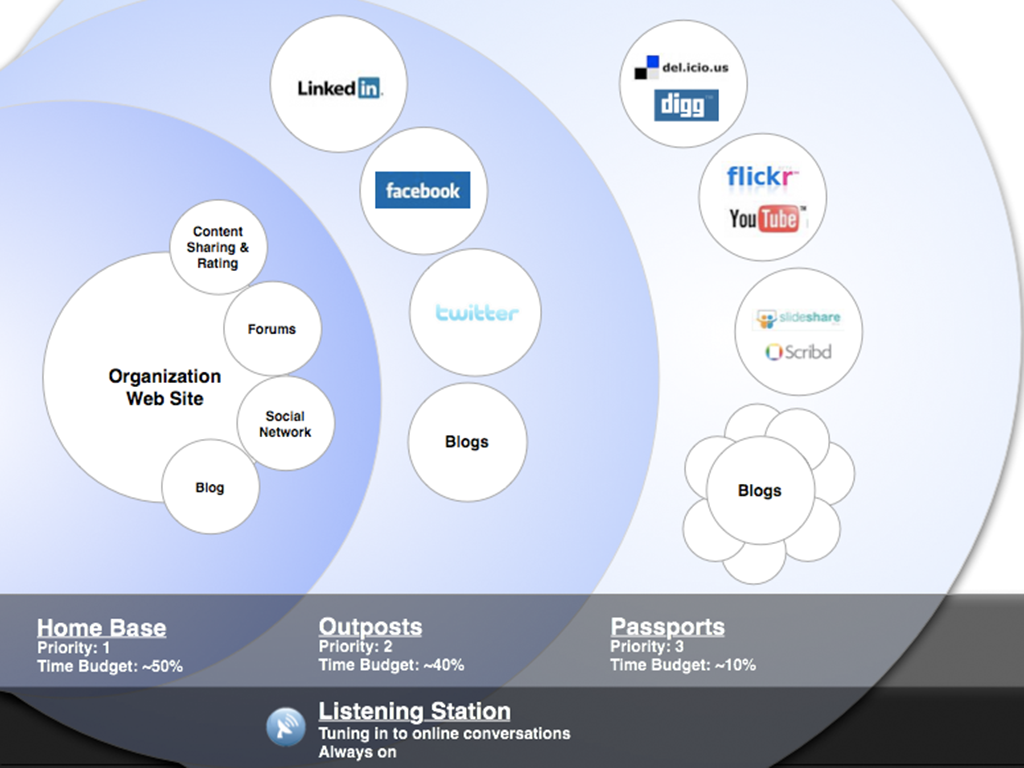 Linked in
facebook
twitter
Blogs
del.icio.us
digg
flickr
You Tube
slideshare
Scribd
Blogs
Content
Sharing &
Rating
Forums
Social
Network
Blog
Organization
Web Site
Home Base
Priority: 1
Time Budget: ~50%
Outposts
Priority: 2
Time Budget: ~40%
Passports
Priority: 3
Time Budget: ~10%
Listening Station
Tuning in to online conversations
Always on